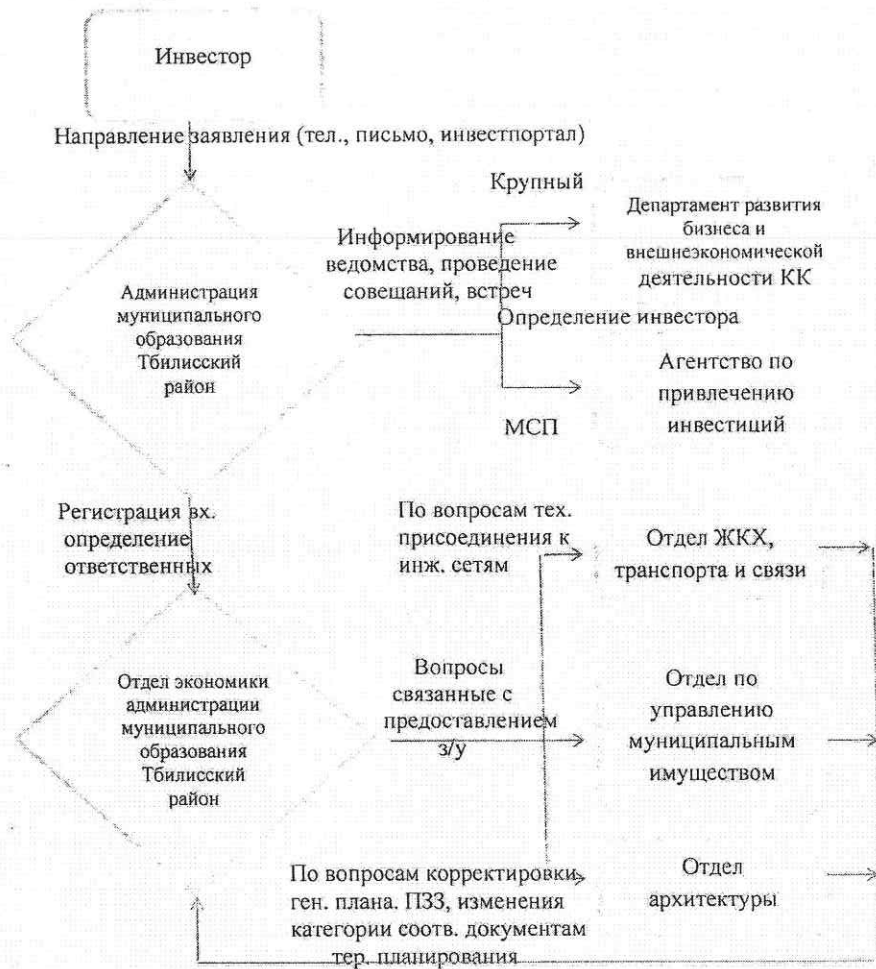 Инвестор
Направление заявления (тел., письмо, инвестпортал)
Крупный
Информирование
ведомства, проведение
совещаний, встреч
Департамент развития
бизнеса и
внешнеэкономической
деятельности КК
Администрация
муниципального
образования
Тбилисский
район
Определение инвестора
Агентство по
привлечению
инвестиций
МСП
Регистрация вх.
определение
ответственных
По вопросам тех.
присоединения к
инж. сетям
Отдел ЖКХ,
транспорта и связи
Отдел экономики
администрации
муниципального
образования
Тбилисский
район
Вопросы
связанные с
предоставлением
з/у
Отдел по
управлению
муниципальным
имуществом
По вопросам корректировки
ген. плана. ПЗЗ, изменения
категории соотв. документам
тер. планирования
Отдел
архитектуры